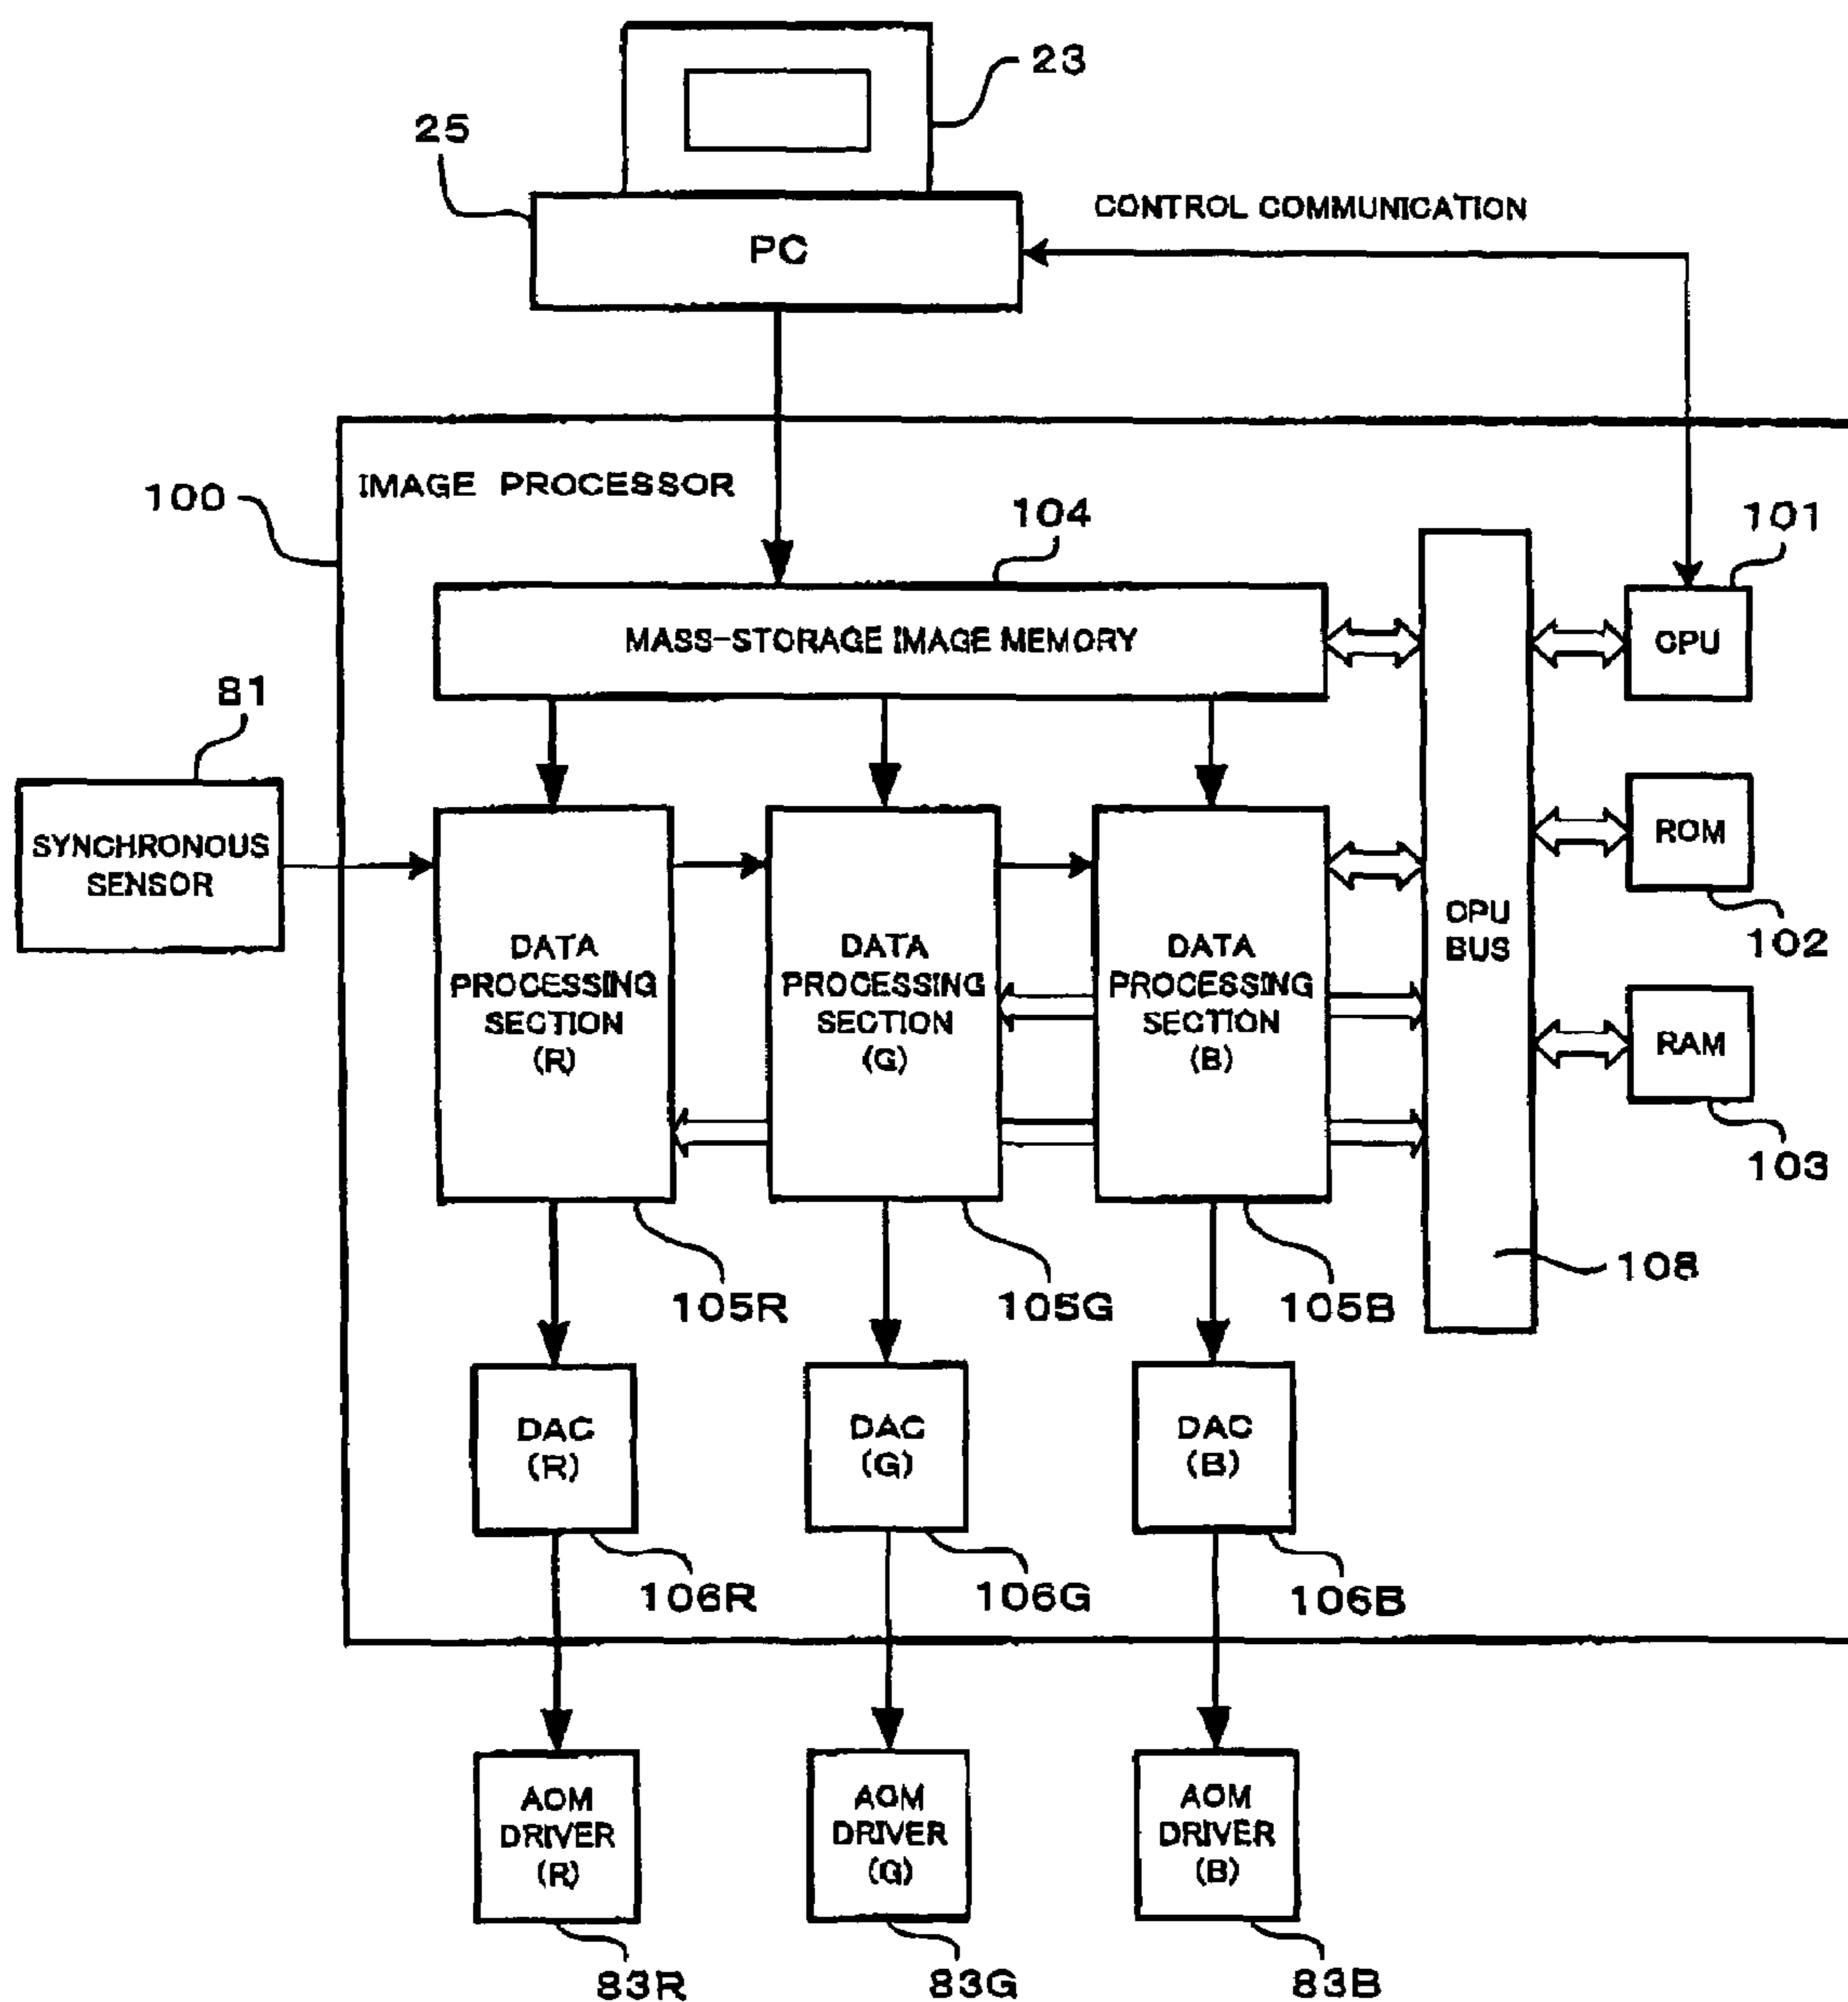 23
25
CONTROL COMMUNICATION
PC
IMAGE PROCESSOR
100
104
101
MASS-STORAGE IMAGE MEMORY
CPU
81
SYNCHRONOUS
SENSOR
ROM
102
CPU
BUS
DATA
PROCESSING
SECTION
(R)
DATA
PROCESSING
SECTION
(G)
DATA
PROCESSING
SECTION
(B)
RAM
103
108
105R
105G
105B
DAC
(R)
DAC
(G)
DAC
(B)
106R
106G
106B
AOM
DRIVER
(R)
AOM
DRIVER
(G)
AOM
DRIVER
(B)
83R
83G
83B